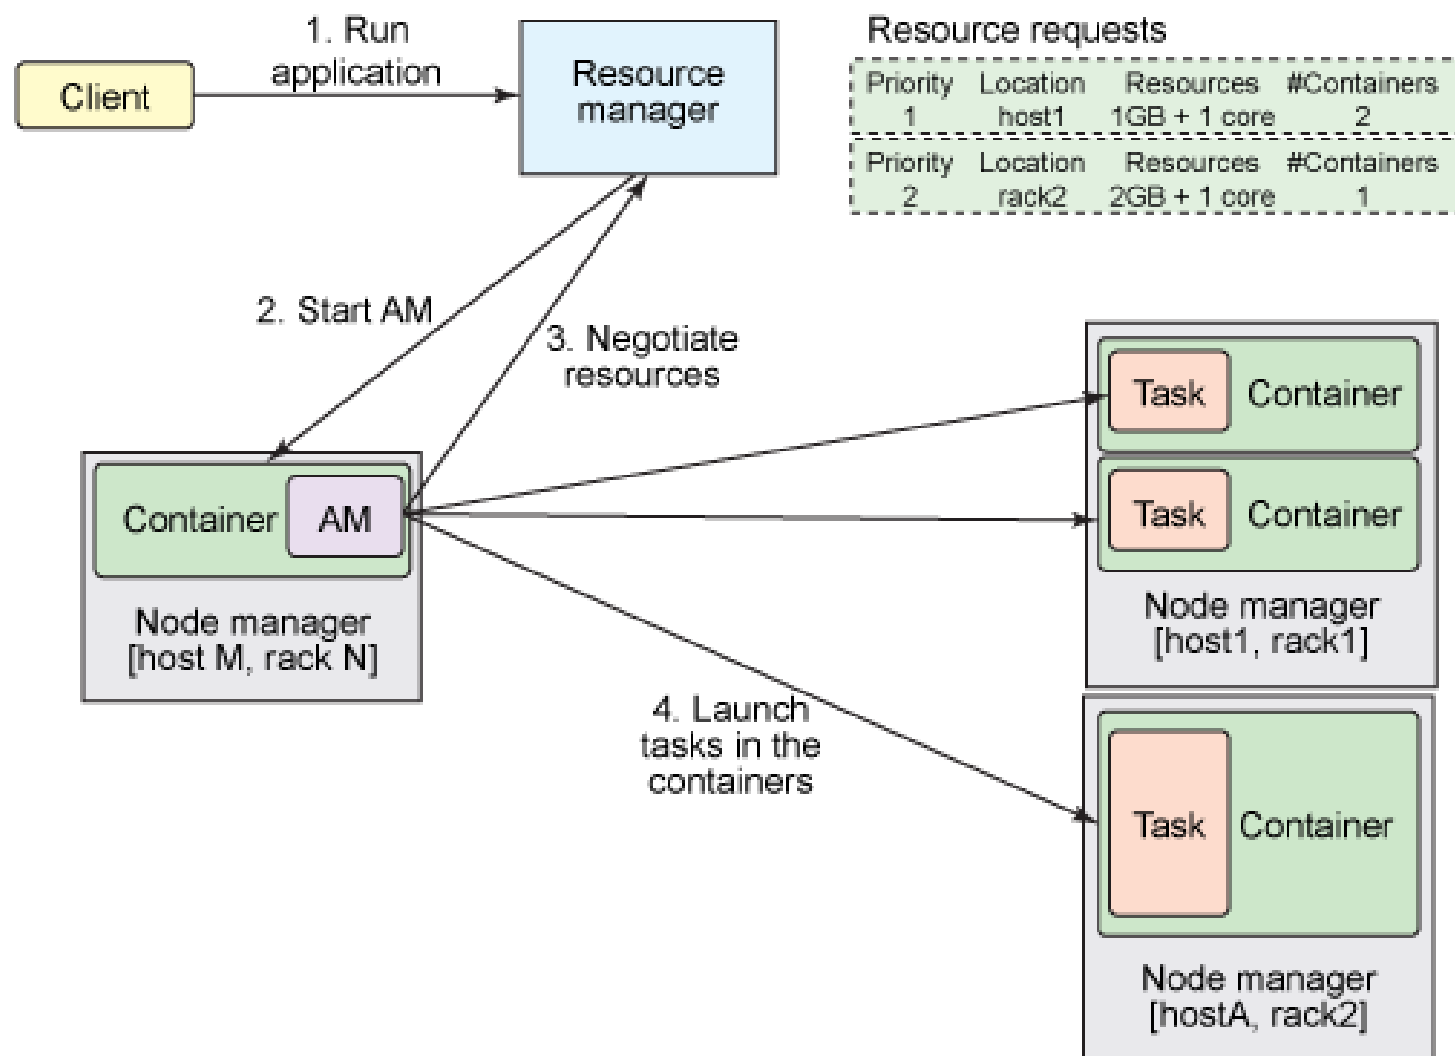 1. Run
application
Client
Resource
manager
Resource requests
Priority Location Resources #Containers
1 host1 1GB + 1 core 2
Priority Location Resources #Containers
2 rack2 2GB + 1 core 1
2. Start AM
3. Negotiate
resources
Container AM
Node manager
[host M, rack N]
Task Container
Task Container
Node manager
[host1, rack1]
4. Launch
tasks in the
containers
Task Container
Node manager
[hostA, rack2]